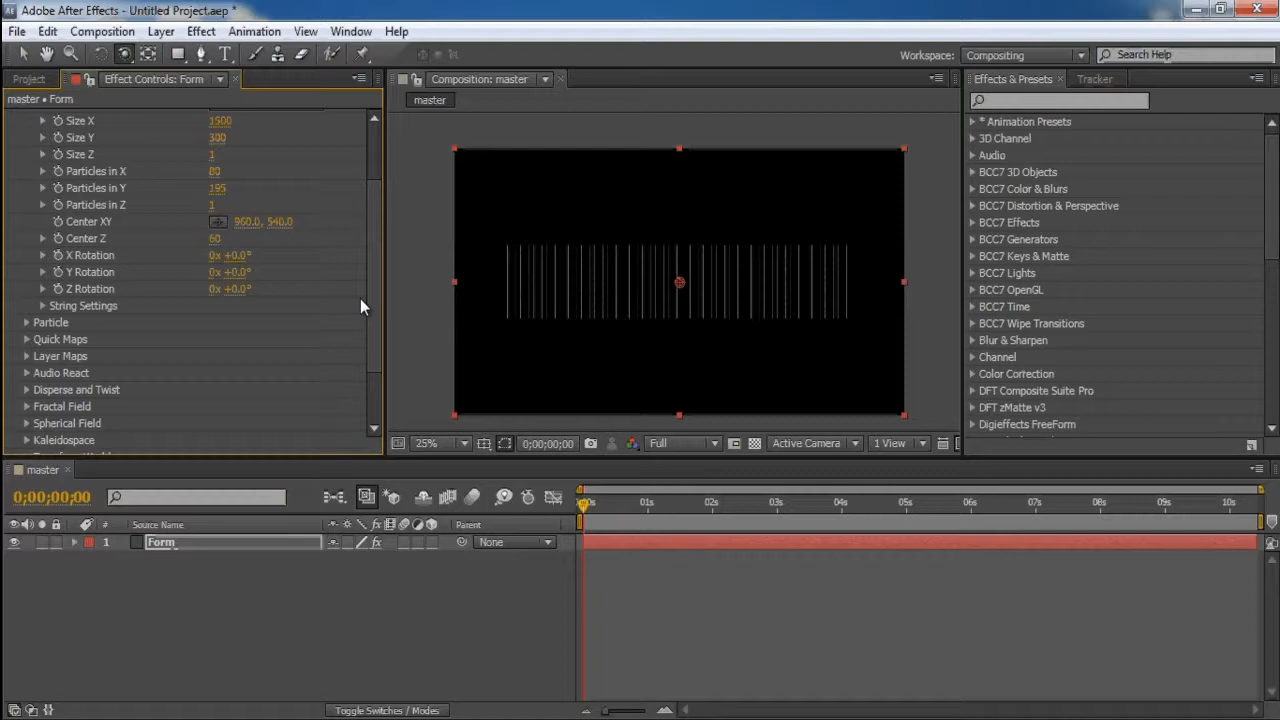 Adobe After Effects - Untitled Project.aep *
File Edit Composition Layer Effect Animation View Window Help
Workspace: Compositing Search Help
Project Effect Controls: Form Composition: master Effects & Presets Tracker
master • Form
master
Size X 1500
Size Y 300
Size Z 1
Particles in X 80
Particles in Y 195
Particles in Z 1
Center XY 960.0, 540.0
Center Z 60
X Rotation 0x +0.0°
Y Rotation 0x +0.0°
Z Rotation 0x +0.0°
String Settings
Particle
Quick Maps
Layer Maps
Audio React
Disperse and Twist
Fractal Field
Spherical Field
Kaleidospace
* Animation Presets
3D Channel
Audio
BCC7 3D Objects
BCC7 Color & Blurs
BCC7 Distortion & Perspective
BCC7 Effects
BCC7 Generators
BCC7 Keys & Matte
BCC7 Lights
BCC7 OpenGL
BCC7 Time
BCC7 Wipe Transitions
Blur & Sharpen
Channel
Color Correction
DFT Composite Suite Pro
DFT zMatte v3
Digieffects FreeForm
25% 0;00;00;00 Full Active Camera 1 View
master
0;00;00;00
01s 02s 03s 04s 05s 06s 07s 08s 09s 10s
# Source Name fx Parent
1 Form fx None
Toggle Switches / Modes